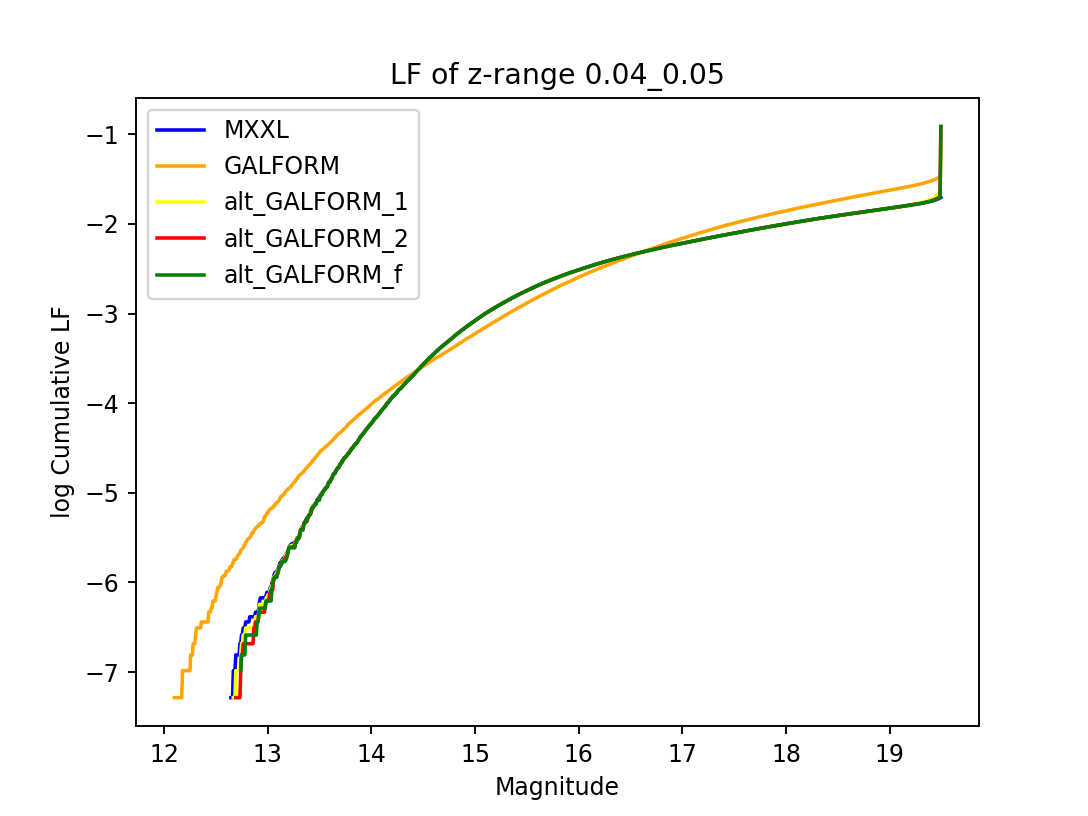 LF of z-range 0.04_0.05
MXXL
GALFORM
alt_GALFORM_1
alt_GALFORM_2
alt_GALFORM_f
log Cumulative LF
−1
−2
−3
−4
−5
−6
−7
12 13 14 15 16 17 18 19
Magnitude